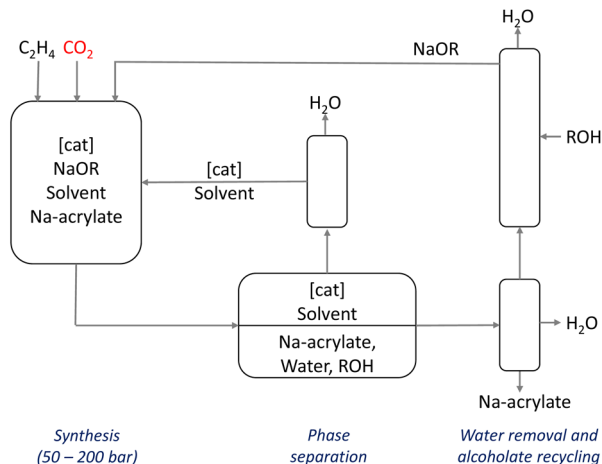 H₂O
C₂H₄ CO₂
NaOR
H₂O
ROH
[cat]
NaOR
Solvent
Na-acrylate
[cat]
Solvent
[cat]
Solvent
Na-acrylate,
Water, ROH
H₂O
Na-acrylate
Synthesis
(50 – 200 bar)
Phase
separation
Water removal and
alcoholate recycling